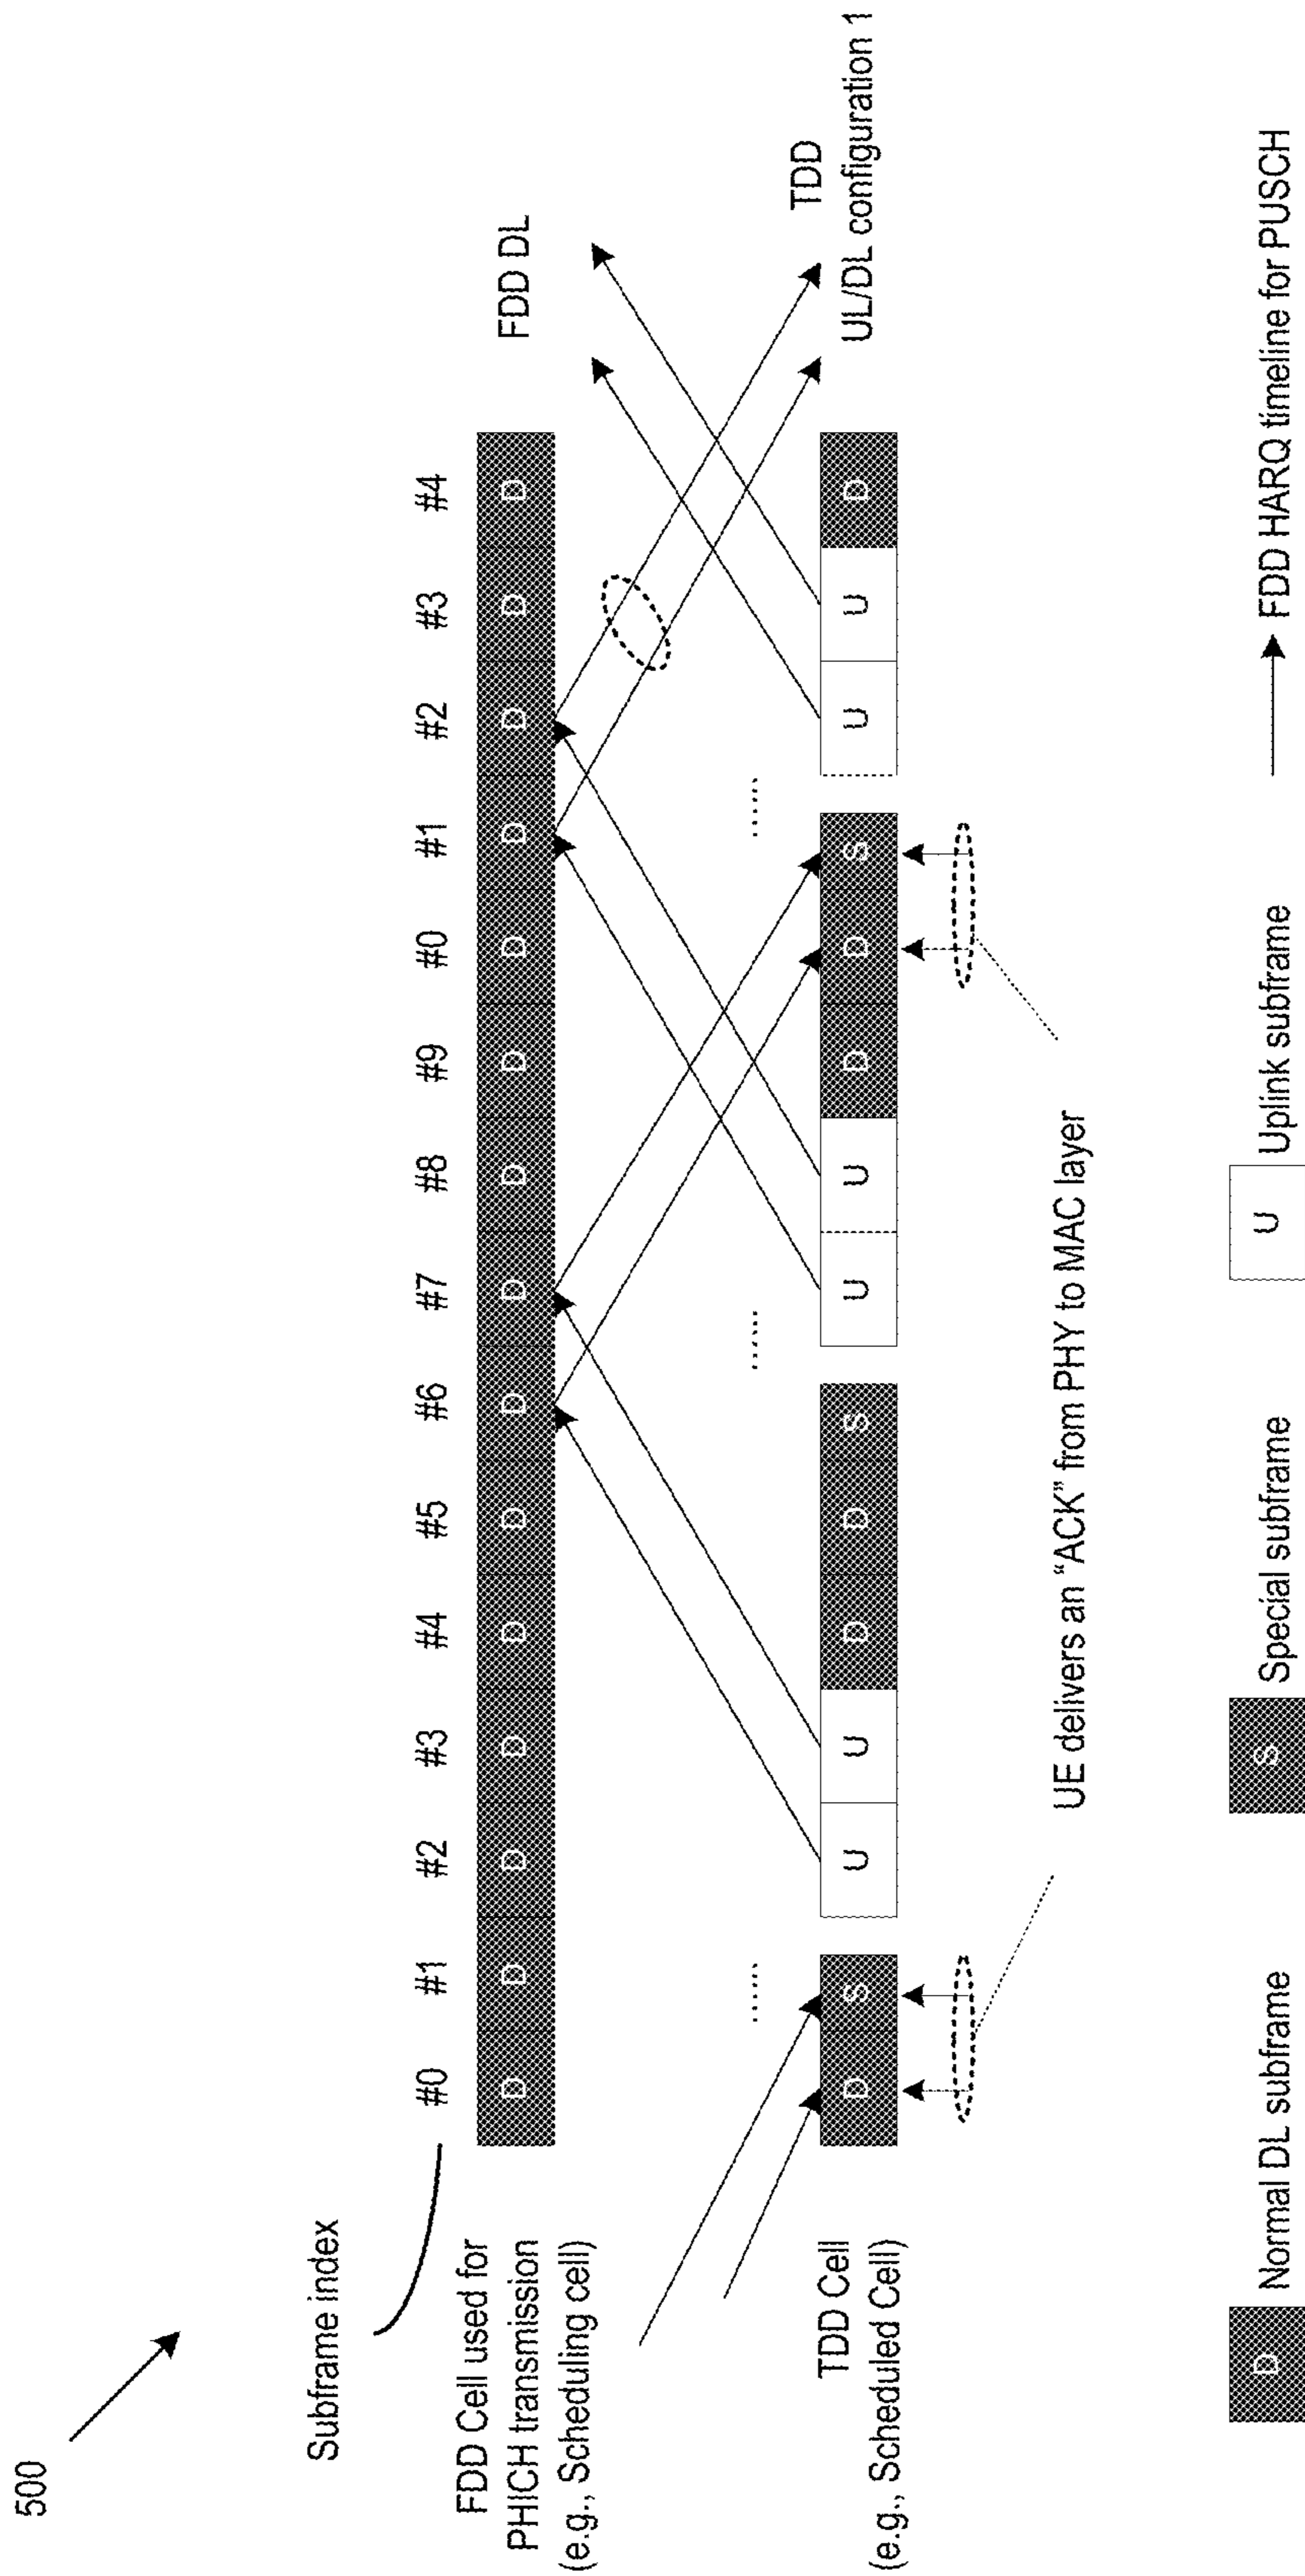 500
Subframe index
#0 #1 #2 #3 #4 #5 #6 #7 #8 #9 #0 #1 #2 #3 #4
FDD Cell used for
PHICH transmission
(e.g., Scheduling cell)
D D D D D D D D D D D D D D D
FDD DL
......
......
......
TDD Cell
(e.g., Scheduled Cell)
D S U U D D S U U D D S U U D
TDD
UL/DL configuration 1
UE delivers an “ACK” from PHY to MAC layer
D Normal DL subframe
S Special subframe
U Uplink subframe
FDD HARQ timeline for PUSCH